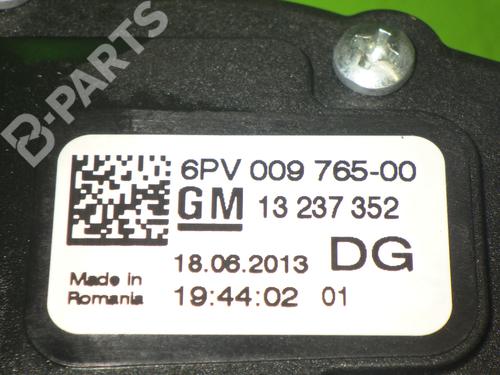 B-PARTS
6PV 009 765-00
GM 13 237 352
18.06.2013 DG
Made in
Romania
19:44:02 01